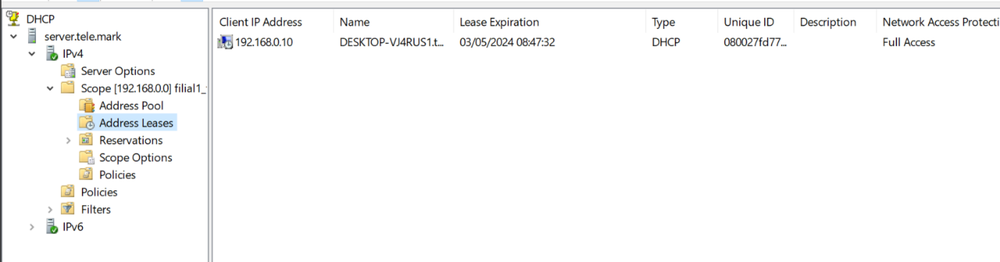 DHCP
server.tele.mark
IPv4
Server Options
Scope [192.168.0.0] filial1_
Address Pool
Address Leases
Reservations
Scope Options
Policies
Policies
Filters
IPv6
Client IP Address Name Lease Expiration Type Unique ID Description Network Access Protecti
192.168.0.10 DESKTOP-VJ4RUS1.t... 03/05/2024 08:47:32 DHCP 080027fd77... Full Access